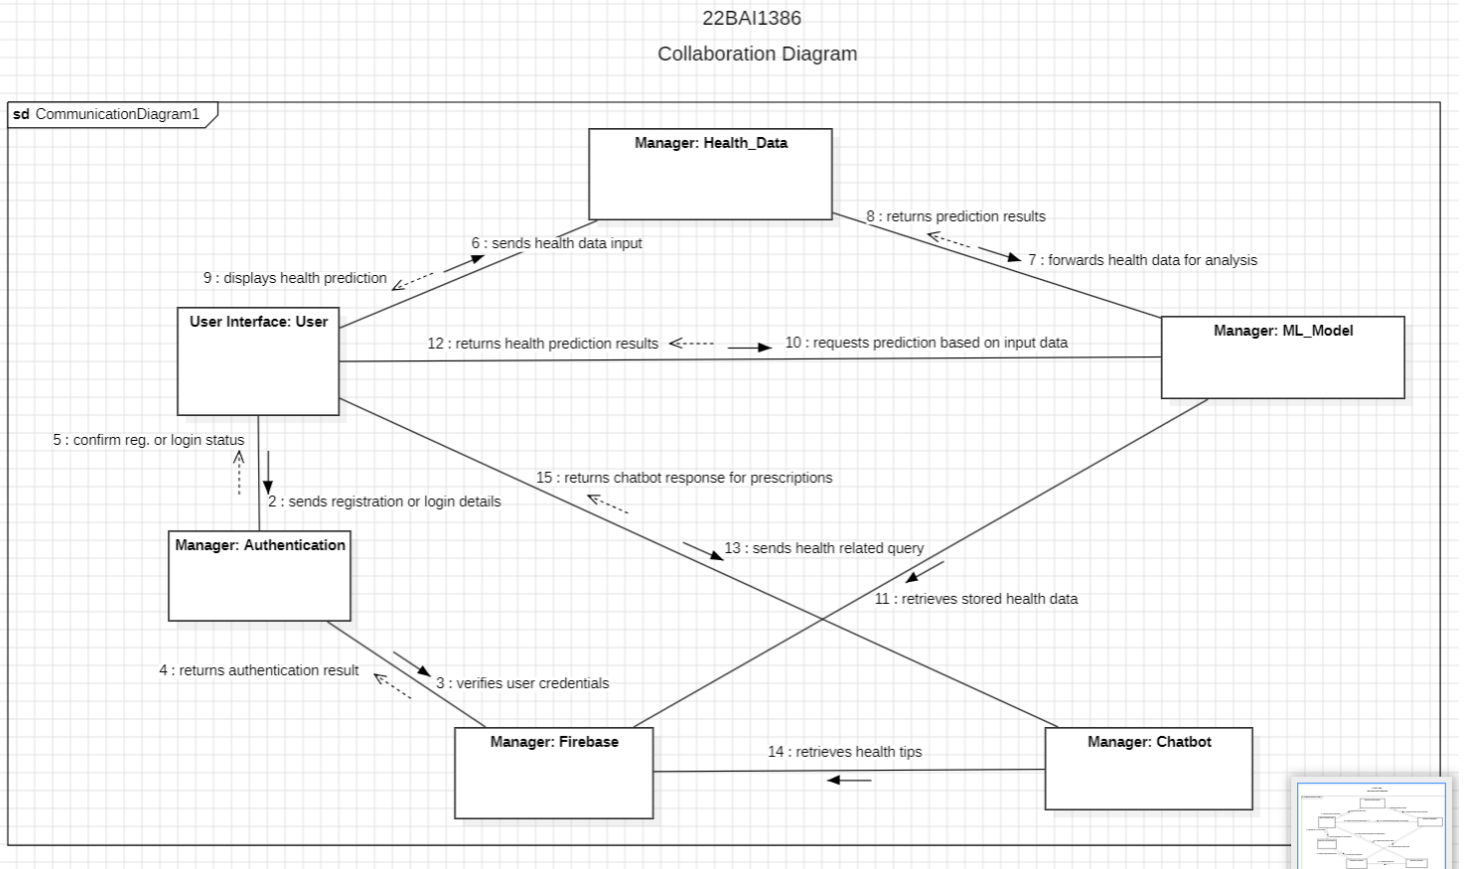 22BAI1386
Collaboration Diagram
sd CommunicationDiagram1
Manager: Health_Data
8 : returns prediction results
6 : sends health data input
7 : forwards health data for analysis
9 : displays health prediction
User Interface: User
Manager: ML_Model
12 : returns health prediction results
10 : requests prediction based on input data
5 : confirm reg. or login status
15 : returns chatbot response for prescriptions
2 : sends registration or login details
Manager: Authentication
13 : sends health related query
11 : retrieves stored health data
4 : returns authentication result
3 : verifies user credentials
Manager: Firebase
Manager: Chatbot
14 : retrieves health tips